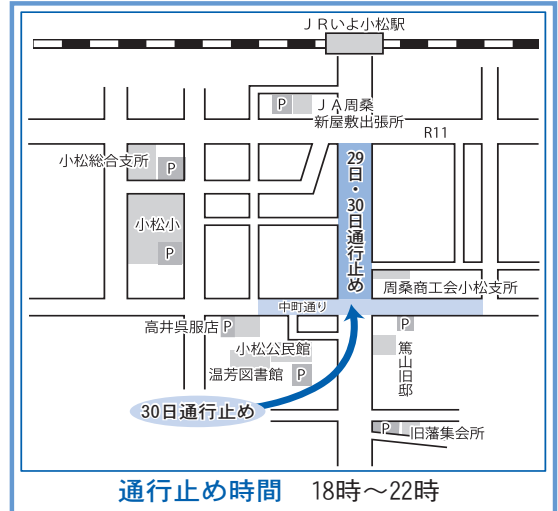 ＪＲいよ小松駅
P
ＪＡ周桑
新屋敷出張所
R11
小松総合支所
P
29日・30日通行止め
小松小
P
周桑商工会小松支所
中町通り
高井呉服店
P
P
小松公民館
篤山旧邸
温芳図書館
P
30日通行止め
P
旧藩集会所
通行止め時間　18時～22時